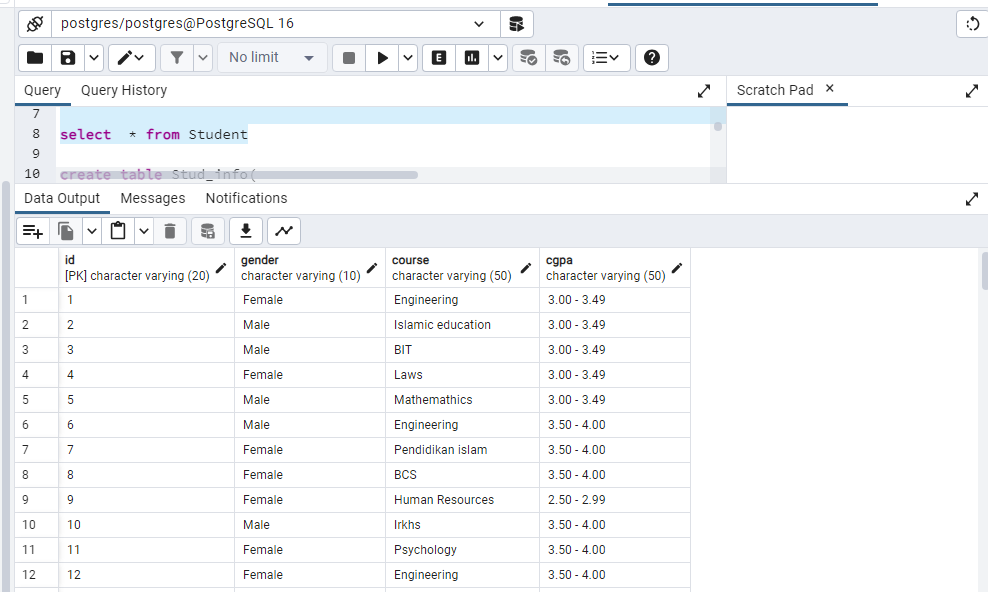 postgres/postgres@PostgreSQL 16
No limit
E
Query Query History
Scratch Pad ×
7
8 select * from Student
9
10 create table Stud_info(
Data Output Messages Notifications
id gender course cgpa
[PK] character varying (20) character varying (10) character varying (50) character varying (50)
1 1 Female Engineering 3.00 - 3.49
2 2 Male Islamic education 3.00 - 3.49
3 3 Male BIT 3.00 - 3.49
4 4 Female Laws 3.00 - 3.49
5 5 Male Mathemathics 3.00 - 3.49
6 6 Male Engineering 3.50 - 4.00
7 7 Female Pendidikan islam 3.50 - 4.00
8 8 Female BCS 3.50 - 4.00
9 9 Female Human Resources 2.50 - 2.99
10 10 Male Irkhs 3.50 - 4.00
11 11 Female Psychology 3.50 - 4.00
12 12 Female Engineering 3.50 - 4.00